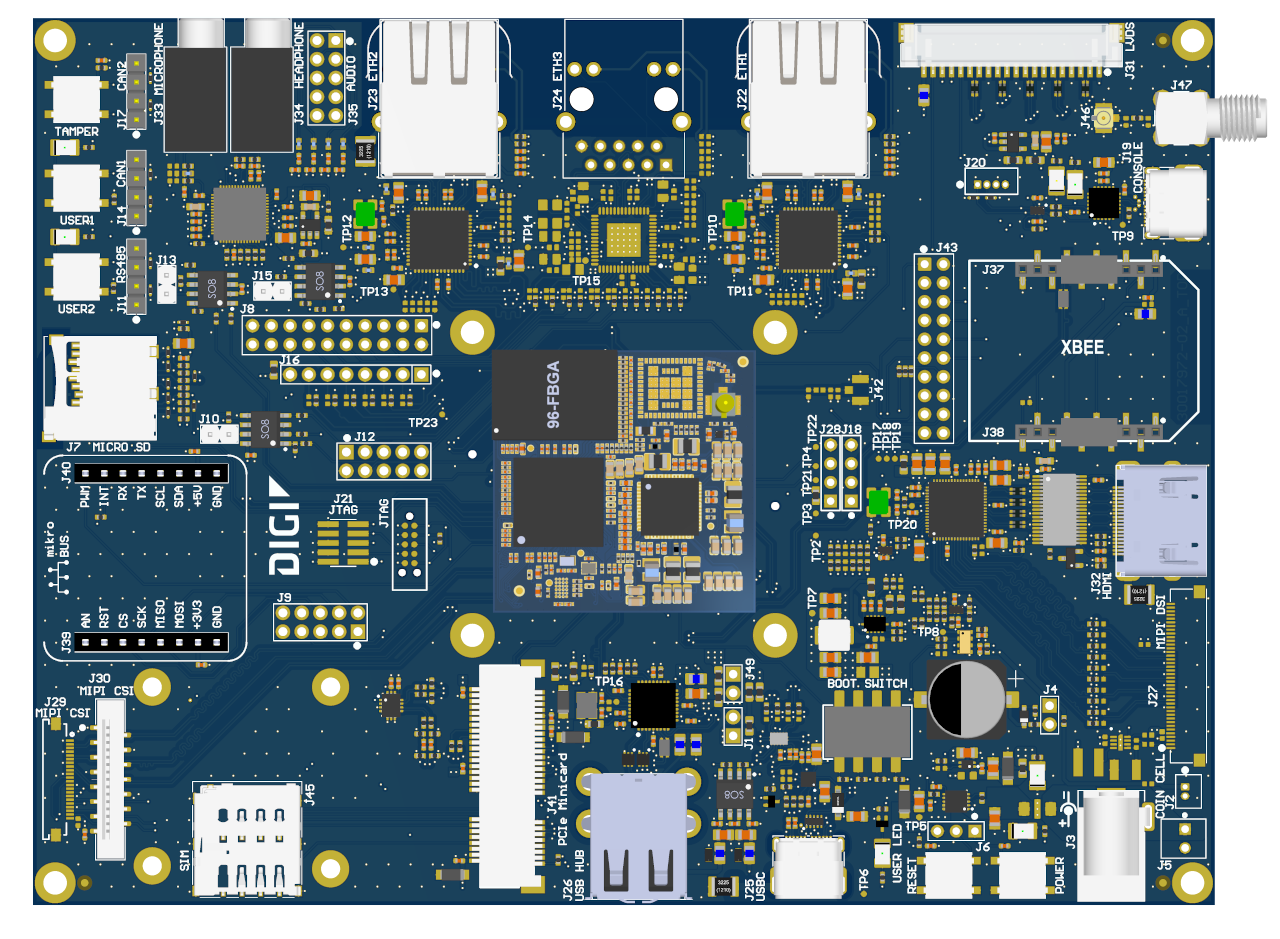 MICROPHONE
J33
HEADPHONE
J34
AUDIO
J35
ETH2
J23
ETH3
J24
ETH1
J22
LVDS
J31
CAN2
J17
TAMPER
CAN1
J14
USER1
RS485
J11
USER2
J47
J46
J19
CONSOLE
J20
TP9
3225
(1210)
TP12
TP14
TP10
TP13
TP15
TP11
J13
J15
SO8
SO8
J8
J16
J43
J37
XBEE
J38
J7 MICRO SD
J10
SO8
TP23
J12
96-FBGA
J42
TP22
J28
J18
TP17
TP18
TP19
TP4
TP21
TP3
TP20
TP2
J40
PWM
INT
RX
TX
SCL
SDA
+5V
GND
mikro
BUS
DIGI
J21
JTAG
JTAG
J32
HDMI
3225
(1210)
AN
RST
CS
SCK
MISO
MOSI
+3V3
GND
J39
J9
TP7
TP8
MIPI DSI
J27
J30
MIPI CSI
J29
MIPI CSI
TP16
J49
J1
BOOT SWITCH
J4
J45
SIM
J41
PCIe Minicard
SO8
J26
USB HUB
J25
USBC
3225
(1210)
TP6
USER LED
TP5
J6
RESET
POWER
J3
COIN CELL
J2
J5